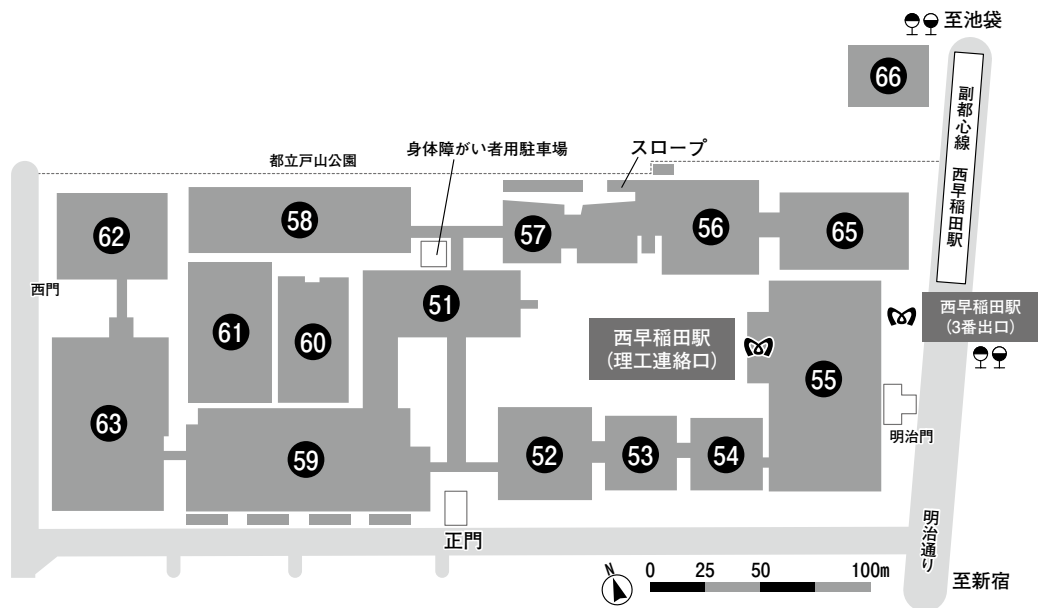 至池袋
66
副都心線 西早稲田駅
身体障がい者用駐車場
スロープ
都立戸山公園
62
58
57
56
65
西門
51
61
60
西早稲田駅
(理工連絡口)
西早稲田駅
(3番出口)
55
63
59
52
53
54
明治門
正門
明治通り
N
0 25 50 100m
至新宿